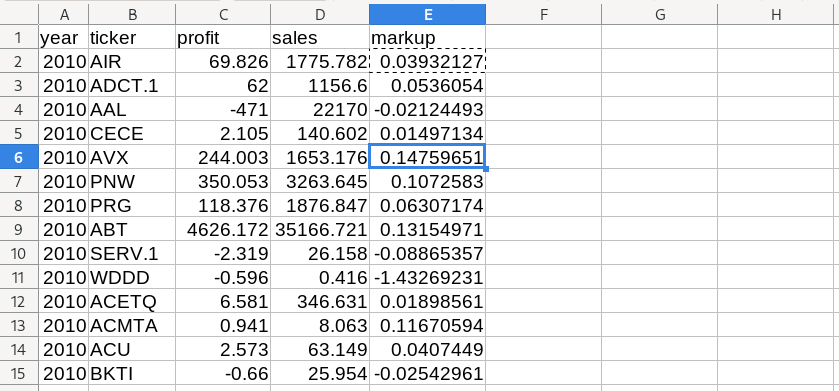 A B C D E F G H
1 year ticker profit sales markup
2 2010 AIR 69.826 1775.782 0.03932127
3 2010 ADCT.1 62 1156.6 0.0536054
4 2010 AAL -471 22170 -0.02124493
5 2010 CECE 2.105 140.602 0.01497134
6 2010 AVX 244.003 1653.176 0.14759651
7 2010 PNW 350.053 3263.645 0.1072583
8 2010 PRG 118.376 1876.847 0.06307174
9 2010 ABT 4626.172 35166.721 0.13154971
10 2010 SERV.1 -2.319 26.158 -0.08865357
11 2010 WDDD -0.596 0.416 -1.43269231
12 2010 ACETQ 6.581 346.631 0.01898561
13 2010 ACMTA 0.941 8.063 0.11670594
14 2010 ACU 2.573 63.149 0.0407449
15 2010 BKTI -0.66 25.954 -0.02542961